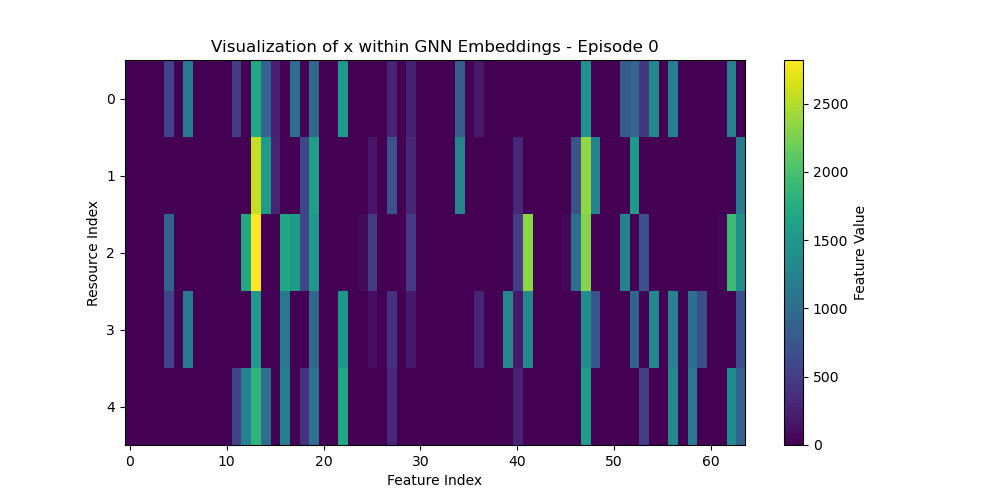 Visualization of x within GNN Embeddings - Episode 0
Resource Index
0
1
2
3
4
0 10 20 30 40 50 60
Feature Index
2500
2000
1500
1000
500
0
Feature Value